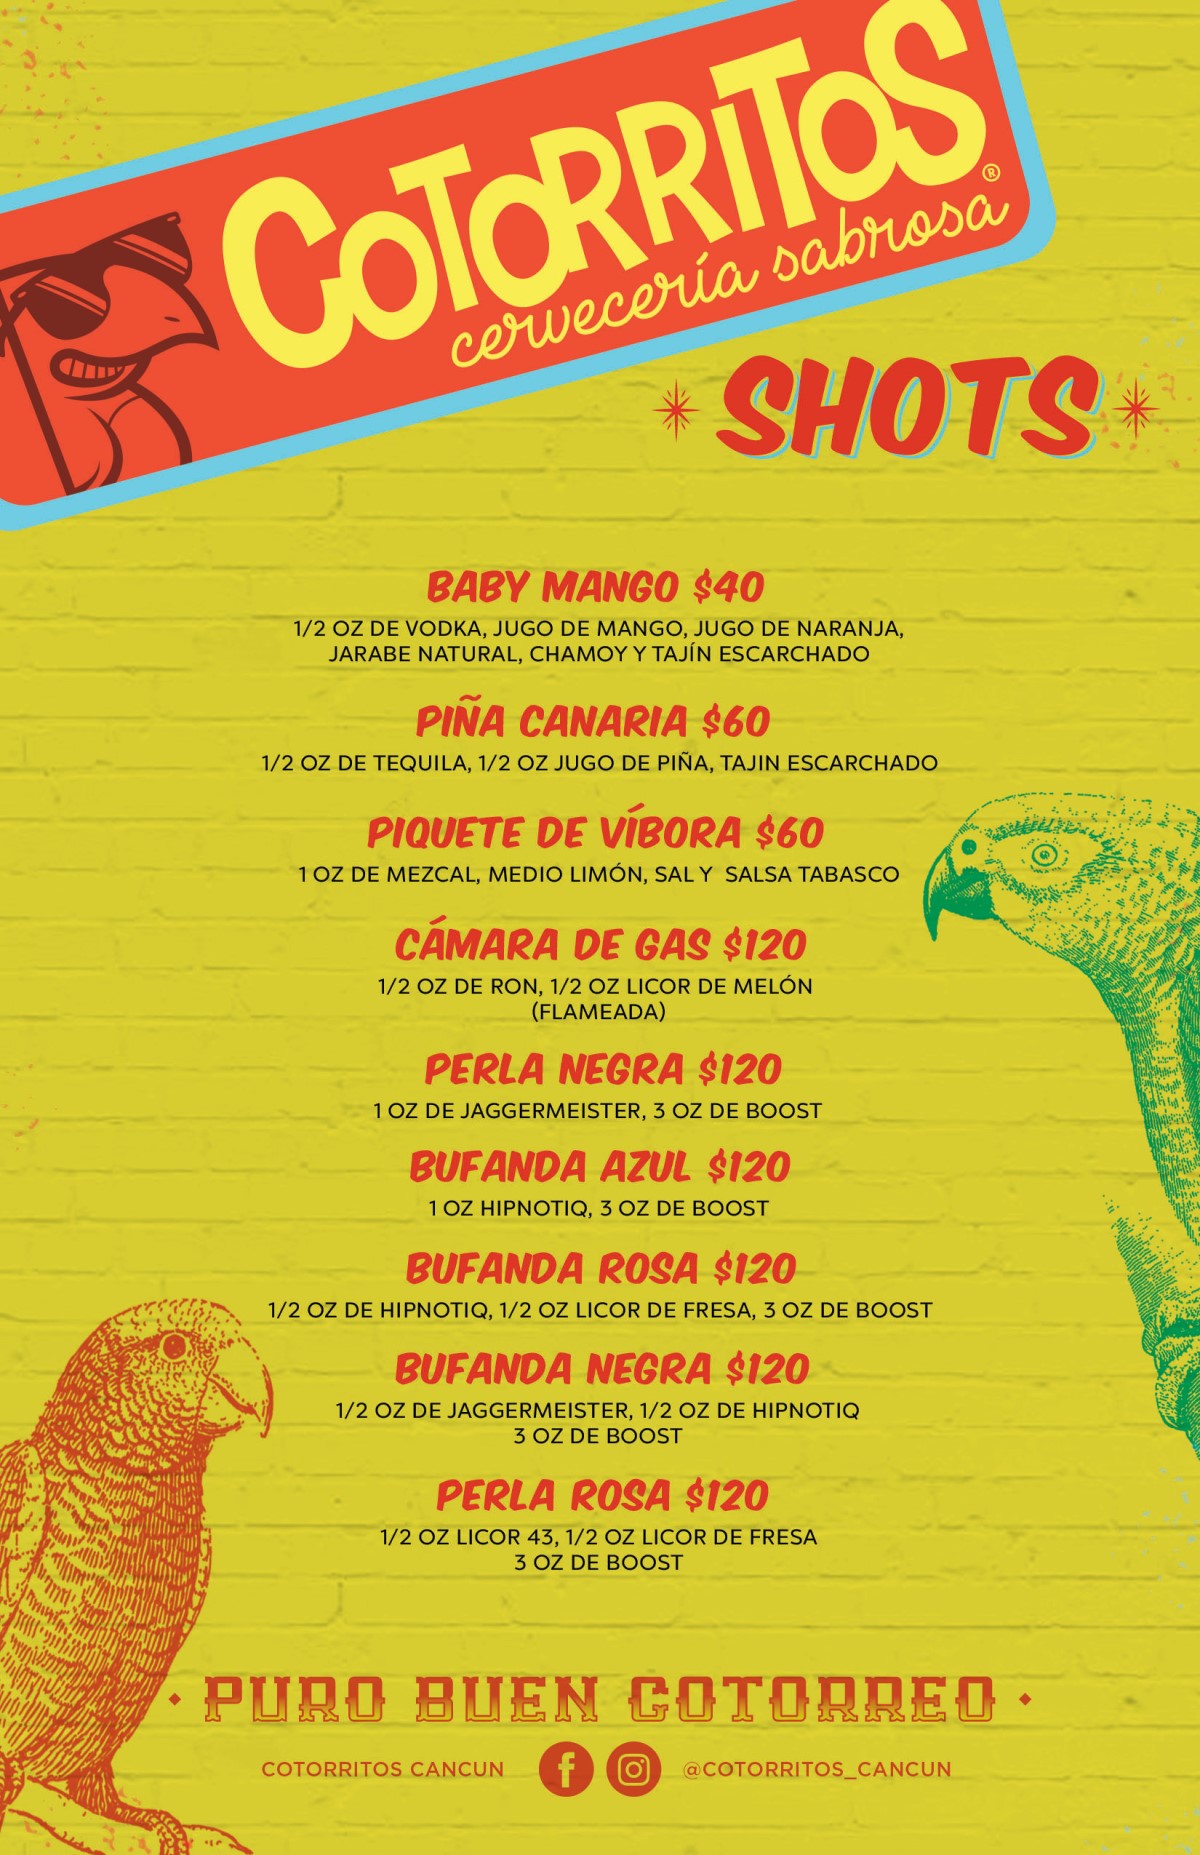 COTORRITOS®
cervecería sabrosa
SHOTS
BABY MANGO $40
1/2 OZ DE VODKA, JUGO DE MANGO, JUGO DE NARANJA,
JARABE NATURAL, CHAMOY Y TAJÍN ESCARCHADO
PIÑA CANARIA $60
1/2 OZ DE TEQUILA, 1/2 OZ JUGO DE PIÑA, TAJIN ESCARCHADO
PIQUETE DE VÍBORA $60
1 OZ DE MEZCAL, MEDIO LIMÓN, SAL Y SALSA TABASCO
CÁMARA DE GAS $120
1/2 OZ DE RON, 1/2 OZ LICOR DE MELÓN
(FLAMEADA)
PERLA NEGRA $120
1 OZ DE JAGGERMEISTER, 3 OZ DE BOOST
BUFANDA AZUL $120
1 OZ HIPNOTIQ, 3 OZ DE BOOST
BUFANDA ROSA $120
1/2 OZ DE HIPNOTIQ, 1/2 OZ LICOR DE FRESA, 3 OZ DE BOOST
BUFANDA NEGRA $120
1/2 OZ DE JAGGERMEISTER, 1/2 OZ DE HIPNOTIQ
3 OZ DE BOOST
PERLA ROSA $120
1/2 OZ LICOR 43, 1/2 OZ LICOR DE FRESA
3 OZ DE BOOST
PURO BUEN COTORREO
COTORRITOS CANCUN @COTORRITOS_CANCUN